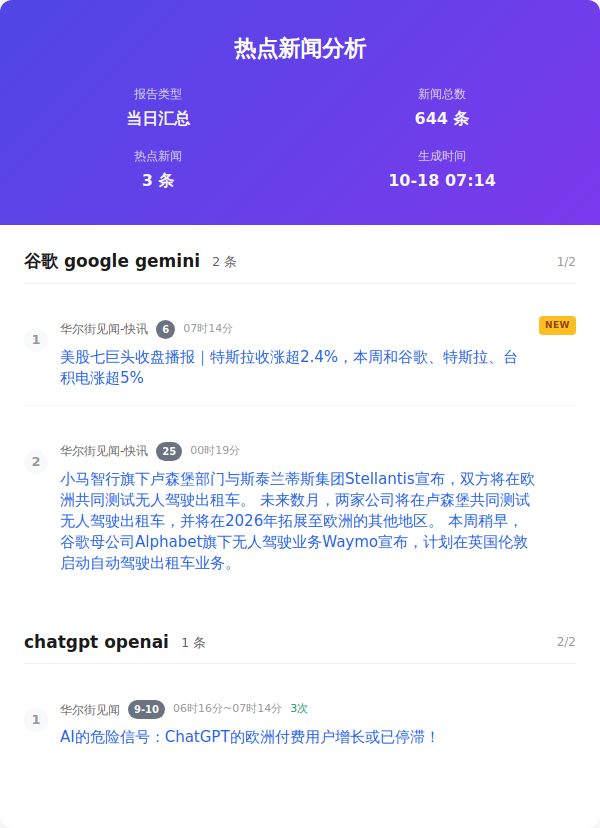 热点新闻分析
报告类型
新闻总数
当日汇总
644 条
热点新闻
生成时间
3 条
10-18 07:14
谷歌 google gemini 2 条 1/2
华尔街见闻-快讯 6 07时14分 NEW
1
美股七巨头收盘播报｜特斯拉收涨超2.4%，本周和谷歌、特斯拉、台
积电涨超5%
华尔街见闻-快讯 25 00时19分
2
小马智行旗下卢森堡部门与斯泰兰蒂斯集团Stellantis宣布，双方将在欧
洲共同测试无人驾驶出租车。 未来数月，两家公司将在卢森堡共同测试
无人驾驶出租车，并将在2026年拓展至欧洲的其他地区。 本周稍早，
谷歌母公司Alphabet旗下无人驾驶业务Waymo宣布，计划在英国伦敦
启动自动驾驶出租车业务。
chatgpt openai 1 条 2/2
华尔街见闻 9-10 06时16分~07时14分 3次
1
AI的危险信号：ChatGPT的欧洲付费用户增长或已停滞！